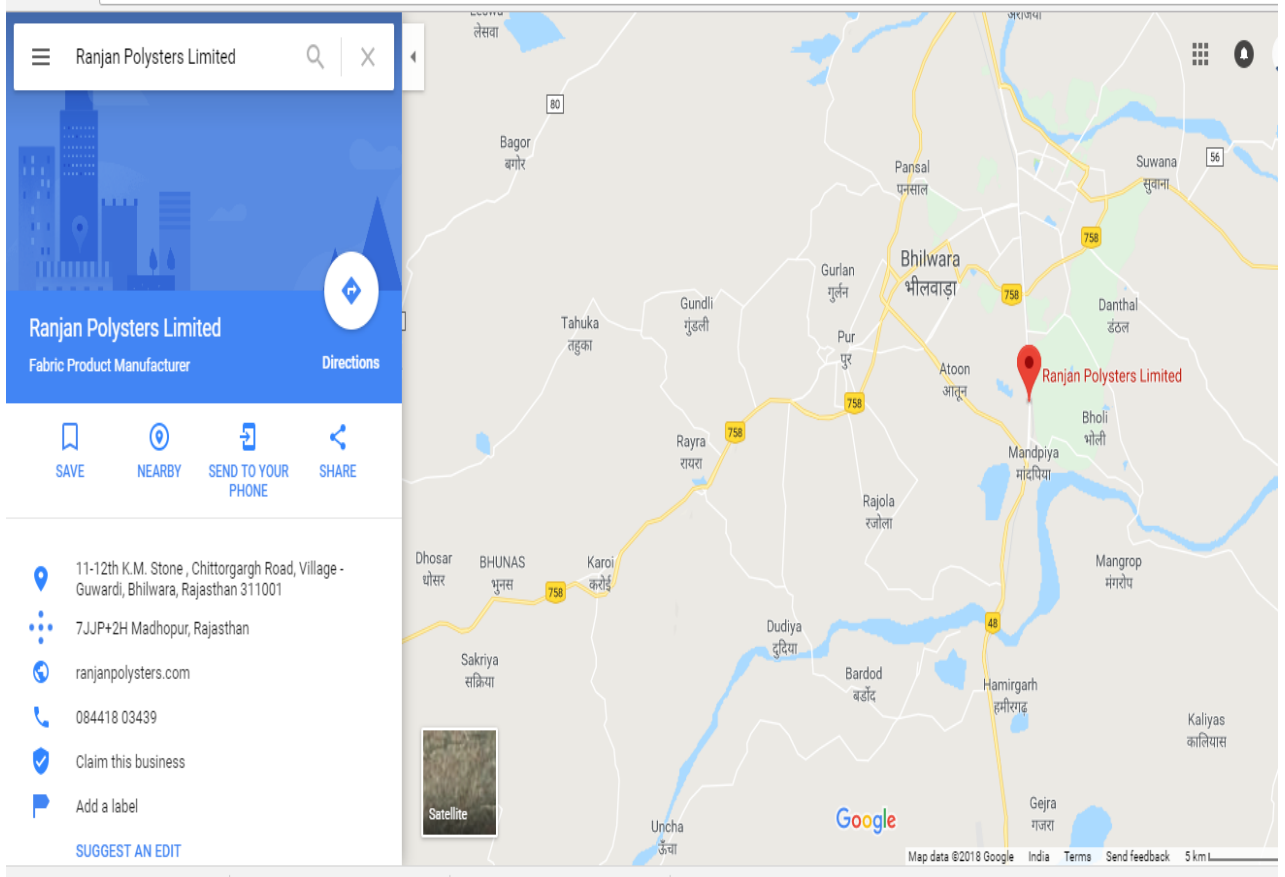 Ranjan Polysters Limited
Ranjan Polysters Limited
Fabric Product Manufacturer
Directions
SAVE
NEARBY
SEND TO YOUR
PHONE
SHARE
11-12th K.M. Stone , Chittorgargh Road, Village -
Guwardi, Bhilwara, Rajasthan 311001
7JJP+2H Madhopur, Rajasthan
ranjanpolysters.com
084418 03439
Claim this business
Add a label
SUGGEST AN EDIT
लेसवा
80
Bagor
बागोर
Pansal
पनसाल
Suwana
सुवाना
56
758
Bhilwara
भीलवाड़ा
Gurlan
गुर्लन
758
Gundli
गुंडली
Danthal
डंठल
Tahuka
तहुका
Pur
पुर
Atoon
आतून
Ranjan Polysters Limited
758
Bholi
भोली
758
Rayra
रायरा
Mandpiya
मांदपिया
Rajola
रजोला
Dhosar
धोसर
BHUNAS
भुनस
Karoi
करोई
758
Mangrop
मंगरोप
Dudiya
दुदिया
48
Sakriya
सक्रिया
Bardod
बर्डोद
Hamirgarh
हमीरगढ़
Kaliyas
कालियास
Satellite
Uncha
ऊँचा
Google
Gejra
गजरा
Map data ©2018 Google
India
Terms
Send feedback
5 km